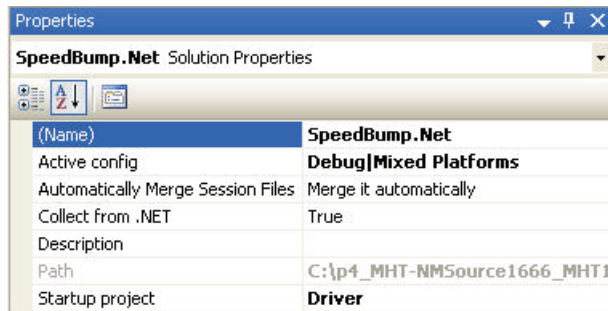 Properties
SpeedBump.Net Solution Properties
(Name) SpeedBump.Net
Active config Debug|Mixed Platforms
Automatically Merge Session Files Merge it automatically
Collect from .NET True
Description
Path C:\p4_MHT-NMSource1666_MHT1
Startup project Driver